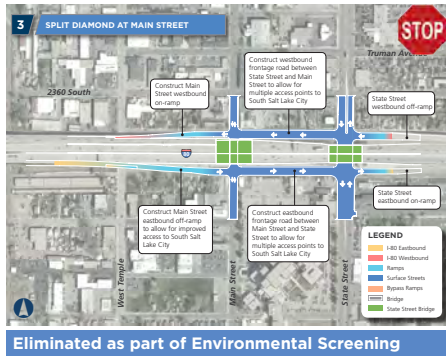 3 SPLIT DIAMOND AT MAIN STREET
STOP
Truman Avenue
2360 South
Construct Main
Street westbound
on-ramp
Construct westbound
frontage road between
State Street and Main
Street to allow for
multiple access points to
South Salt Lake City
State Street
westbound off-ramp
80
Construct Main Street
eastbound off-ramp
to allow for improved
access to South Salt
Lake City
Construct eastbound
frontage road between
Main Street and State
Street to allow for
multiple access points to
South Salt Lake City
State Street
eastbound on-ramp
West Temple
Main Street
State Street
LEGEND
I-80 Eastbound
I-80 Westbound
Ramps
Surface Streets
Bypass Ramps
Bridge
State Street Bridge
Eliminated as part of Environmental Screening